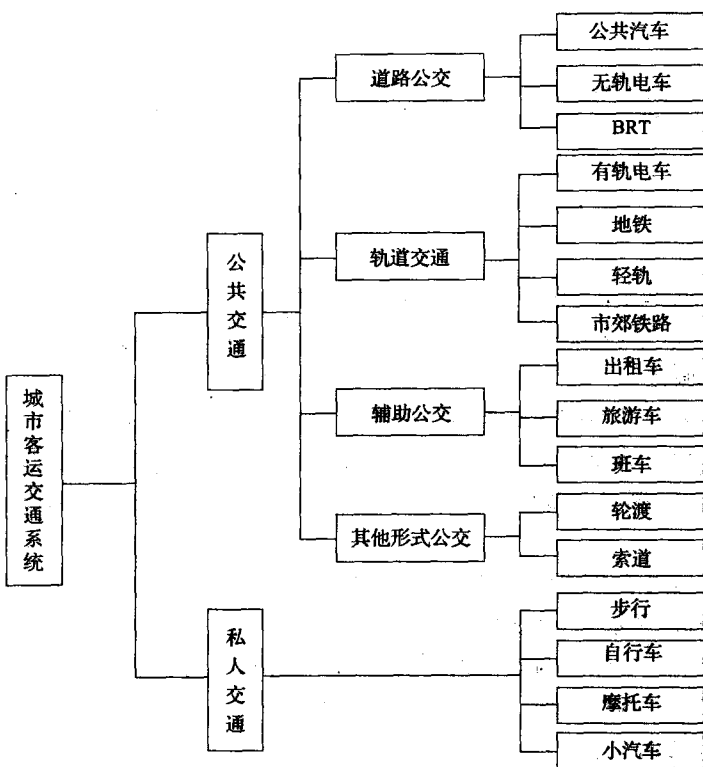 城市客运交通系统
公共交通
道路公交
公共汽车
无轨电车
BRT
轨道交通
有轨电车
地铁
轻轨
市郊铁路
辅助公交
出租车
旅游车
班车
其他形式公交
轮渡
索道
私人交通
步行
自行车
摩托车
小汽车